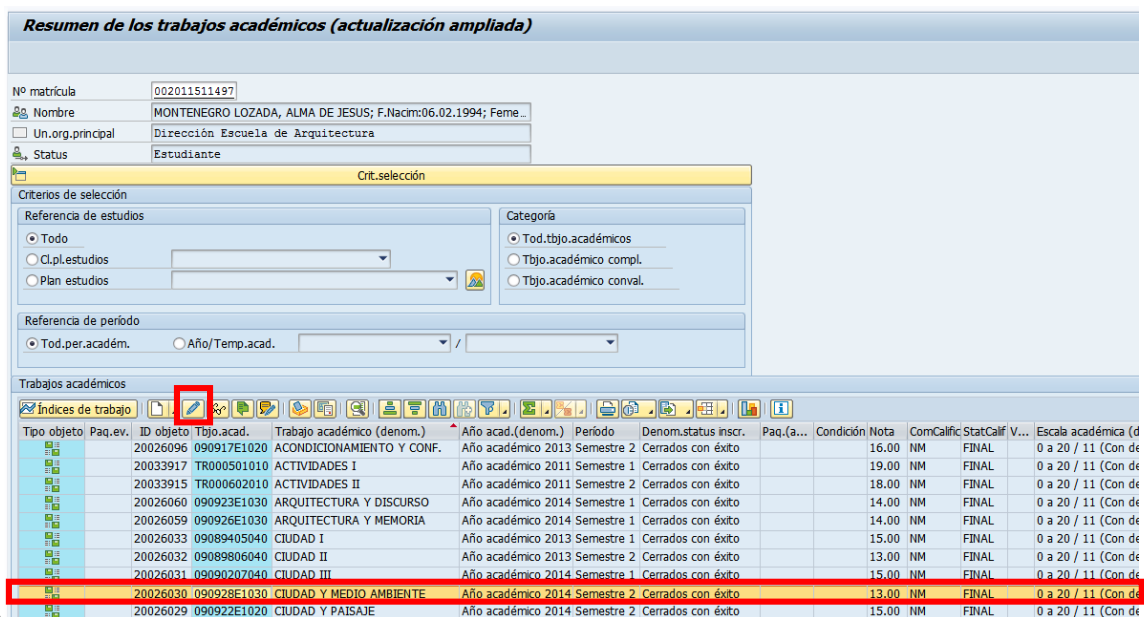 Resumen de los trabajos académicos (actualización ampliada)
Nº matrícula 002011511497
Nombre MONTENEGRO LOZADA, ALMA DE JESUS; F.Nacim:06.02.1994; Feme...
Un.org.principal Dirección Escuela de Arquitectura
Status Estudiante
Crit.selección
Criterios de selección
Referencia de estudios Categoría
Todo Tod.tbjo.académicos
Cl.pl.estudios Tbjo.académico compl.
Plan estudios Tbjo.académico conval.
Referencia de período
Tod.per.académ. Año/Temp.acad. /
Trabajos académicos
Índices de trabajo
Tipo objeto Paq.ev. ID objeto Tbjo.acad. Trabajo académico (denom.) Año acad.(denom.) Período Denom.status inscr. Paq.(a... Condición Nota ComCalific StatCalif V... Escala académica (d
20026096 090917E1020 ACONDICIONAMIENTO Y CONF. Año académico 2013 Semestre 2 Cerrados con éxito 16.00 NM FINAL 0 a 20 / 11 (Con de
20033917 TR000501010 ACTIVIDADES I Año académico 2011 Semestre 1 Cerrados con éxito 19.00 NM FINAL 0 a 20 / 11 (Con de
20033915 TR000602010 ACTIVIDADES II Año académico 2011 Semestre 2 Cerrados con éxito 18.00 NM FINAL 0 a 20 / 11 (Con de
20026060 090923E1030 ARQUITECTURA Y DISCURSO Año académico 2014 Semestre 1 Cerrados con éxito 14.00 NM FINAL 0 a 20 / 11 (Con de
20026059 090926E1030 ARQUITECTURA Y MEMORIA Año académico 2014 Semestre 1 Cerrados con éxito 14.00 NM FINAL 0 a 20 / 11 (Con de
20026033 09089405040 CIUDAD I Año académico 2013 Semestre 1 Cerrados con éxito 15.00 NM FINAL 0 a 20 / 11 (Con de
20026032 09089806040 CIUDAD II Año académico 2013 Semestre 2 Cerrados con éxito 13.00 NM FINAL 0 a 20 / 11 (Con de
20026031 09090207040 CIUDAD III Año académico 2014 Semestre 1 Cerrados con éxito 15.00 NM FINAL 0 a 20 / 11 (Con de
20026030 090928E1030 CIUDAD Y MEDIO AMBIENTE Año académico 2014 Semestre 2 Cerrados con éxito 13.00 NM FINAL 0 a 20 / 11 (Con de
20026029 090922E1020 CIUDAD Y PAISAJE Año académico 2014 Semestre 2 Cerrados con éxito 15.00 NM FINAL 0 a 20 / 11 (Con de